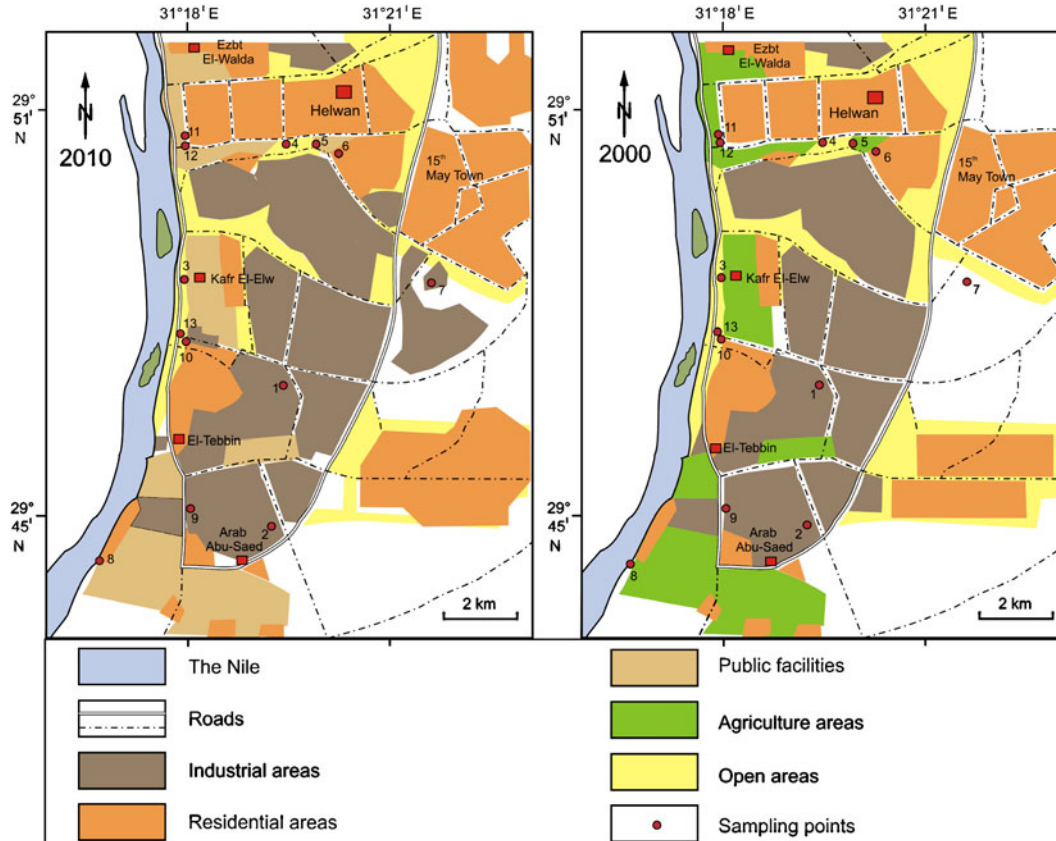 31°18' 31°21' 31°18' 31°21'
Ezbt
El-Walda
Helwan
29°
51'
N
N
2010
11
12
4
5
6
15th
May Town
3
Kafr El-Elw
7
13
10
1
El-Tebbin
29°
45'
N
9
2
Arab
Abu-Saed
8
2 km
Ezbt
El-Walda
Helwan
29°
51'
N
N
2000
11
12
4
5
6
15th
May Town
3
Kafr El-Elw
7
13
10
1
El-Tebbin
29°
45'
N
9
2
Arab
Abu-Saed
8
2 km
The Nile
Roads
Industrial areas
Residential areas
Public facilities
Agriculture areas
Open areas
Sampling points